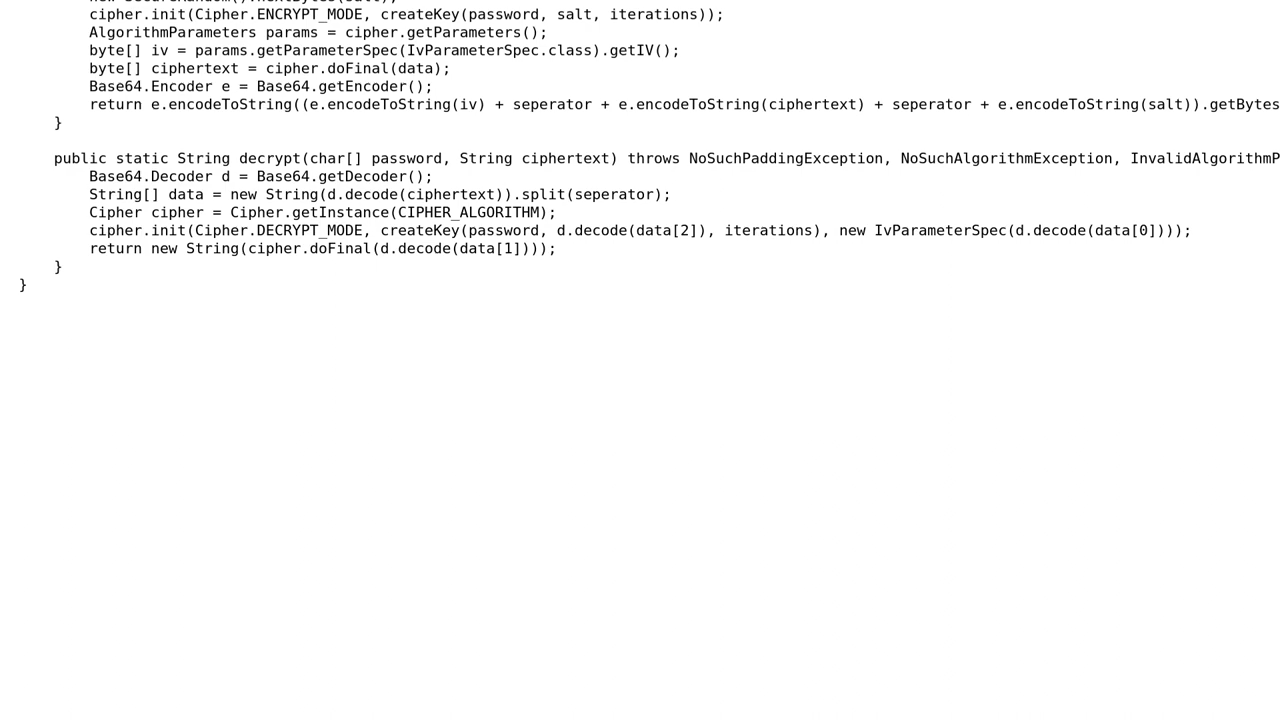 cipher.init(Cipher.ENCRYPT_MODE, createKey(password, salt, iterations));
AlgorithmParameters params = cipher.getParameters();
byte[] iv = params.getParameterSpec(IvParameterSpec.class).getIV();
byte[] ciphertext = cipher.doFinal(data);
Base64.Encoder e = Base64.getEncoder();
return e.encodeToString((e.encodeToString(iv) + seperator + e.encodeToString(ciphertext) + seperator + e.encodeToString(salt)).getBytes
}
public static String decrypt(char[] password, String ciphertext) throws NoSuchPaddingException, NoSuchAlgorithmException, InvalidAlgorithmP
Base64.Decoder d = Base64.getDecoder();
String[] data = new String(d.decode(ciphertext)).split(seperator);
Cipher cipher = Cipher.getInstance(CIPHER_ALGORITHM);
cipher.init(Cipher.DECRYPT_MODE, createKey(password, d.decode(data[2]), iterations), new IvParameterSpec(d.decode(data[0])));
return new String(cipher.doFinal(d.decode(data[1])));
}
}